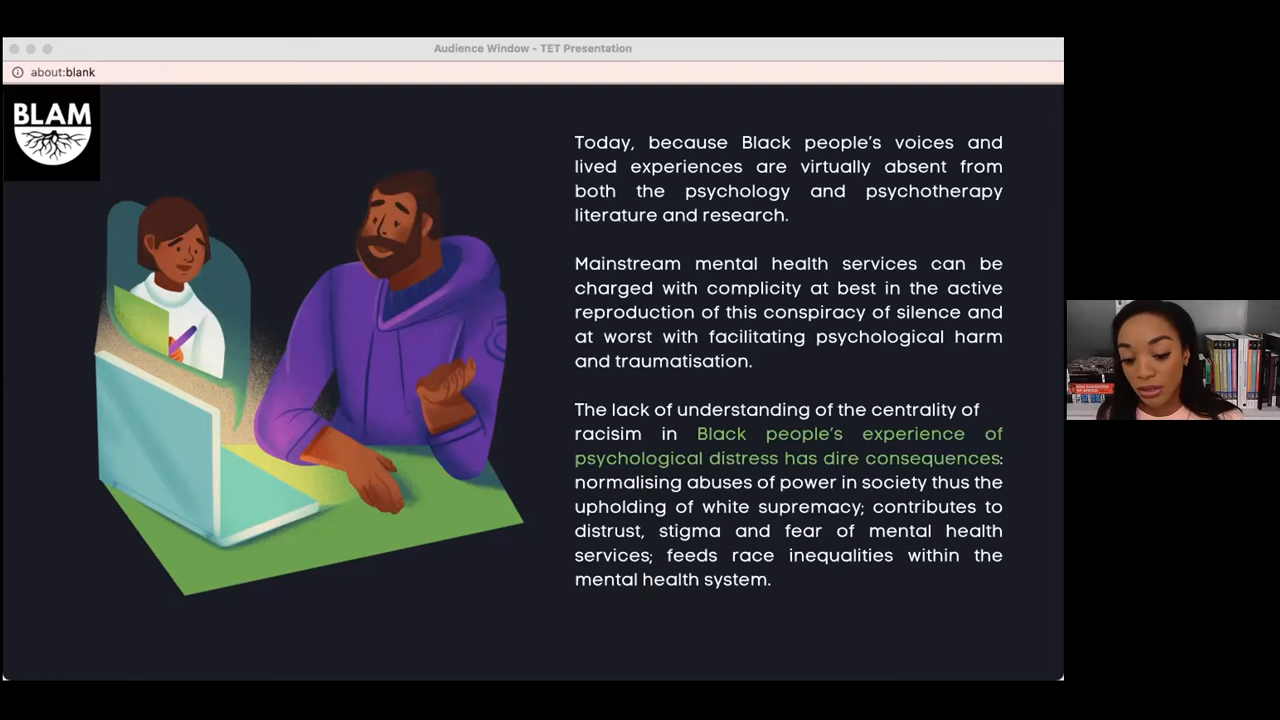 Audience Window - TET Presentation
about:blank
BLAM
Today, because Black people's voices and
lived experiences are virtually absent from
both the psychology and psychotherapy
literature and research.
Mainstream mental health services can be
charged with complicity at best in the active
reproduction of this conspiracy of silence and
at worst with facilitating psychological harm
and traumatisation.
The lack of understanding of the centrality of
racisim in Black people's experience of
psychological distress has dire consequences:
normalising abuses of power in society thus the
upholding of white supremacy; contributes to
distrust, stigma and fear of mental health
services; feeds race inequalities within the
mental health system.